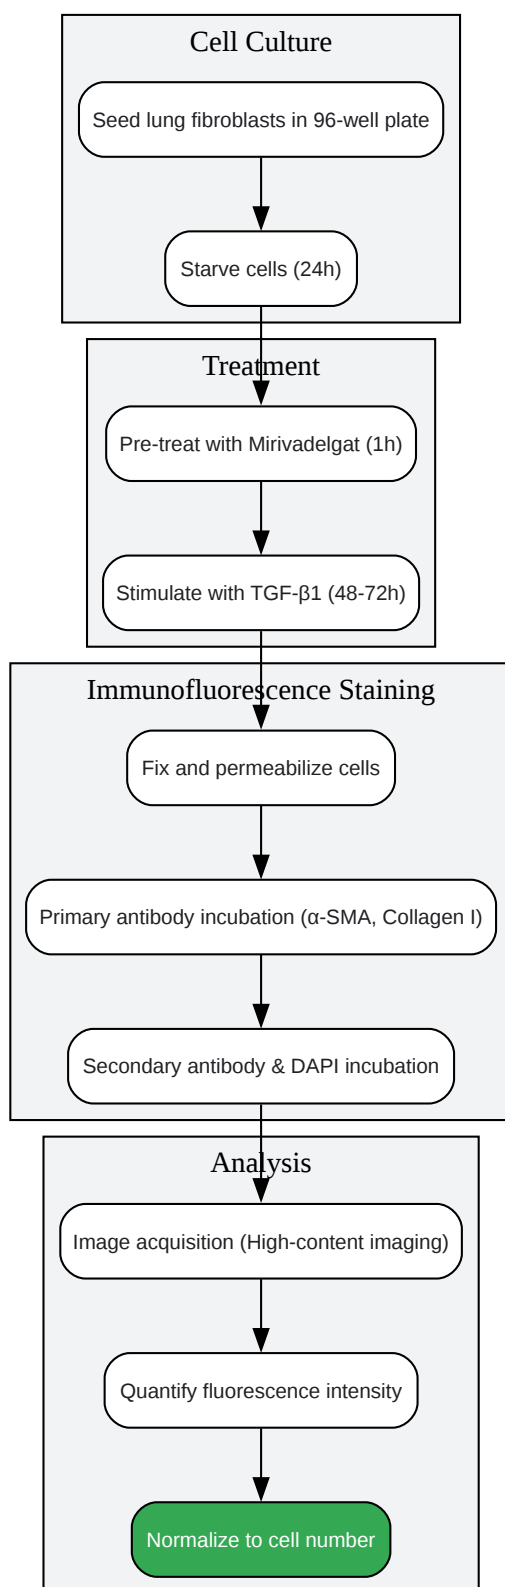 Cell Culture
Seed lung fibroblasts in 96-well plate
Starve cells (24h)
Treatment
Pre-treat with Mirivadelgat (1h)
Stimulate with TGF-β1 (48-72h)
Immunofluorescence Staining
Fix and permeabilize cells
Primary antibody incubation (α-SMA, Collagen I)
Secondary antibody & DAPI incubation
Analysis
Image acquisition (High-content imaging)
Quantify fluorescence intensity
Normalize to cell number